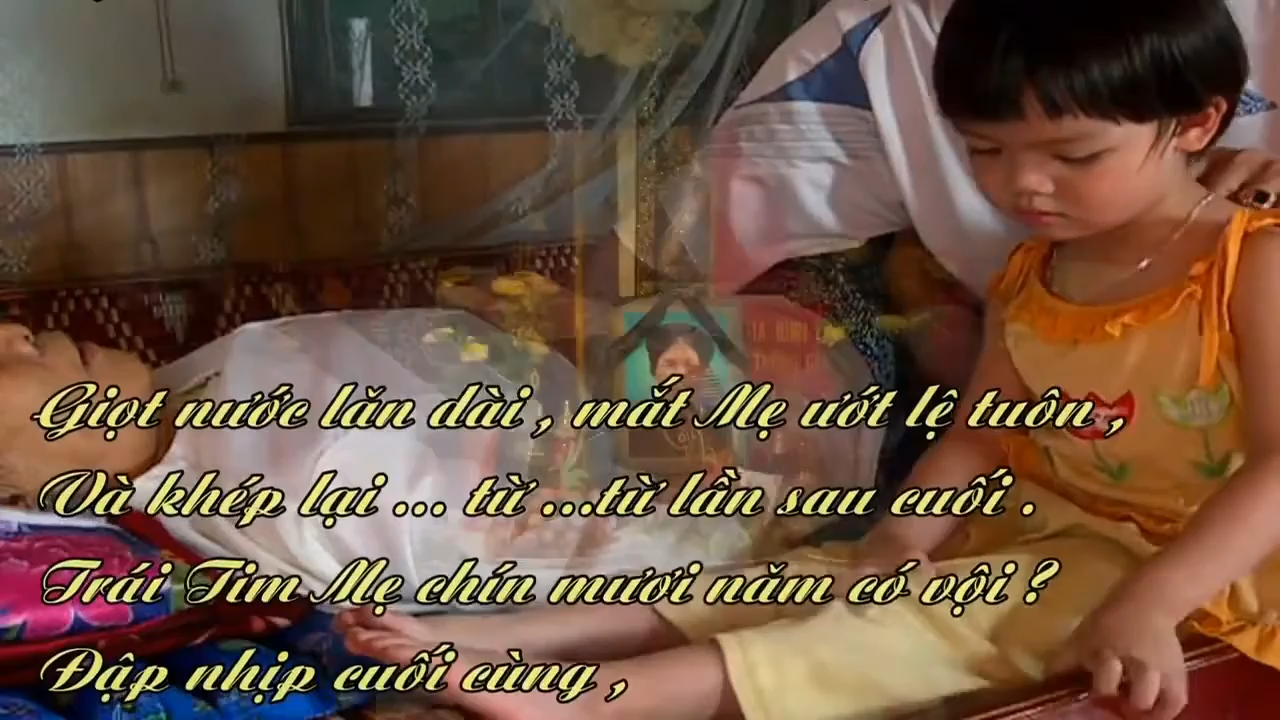 Giọt nước lăn dài , mắt Mẹ ướt lệ tuôn ,
Và khép lại ... từ ...từ lần sau cuối .
Trái Tim Mẹ chín mươi năm có vội ?
Đập nhịp cuối cùng ,